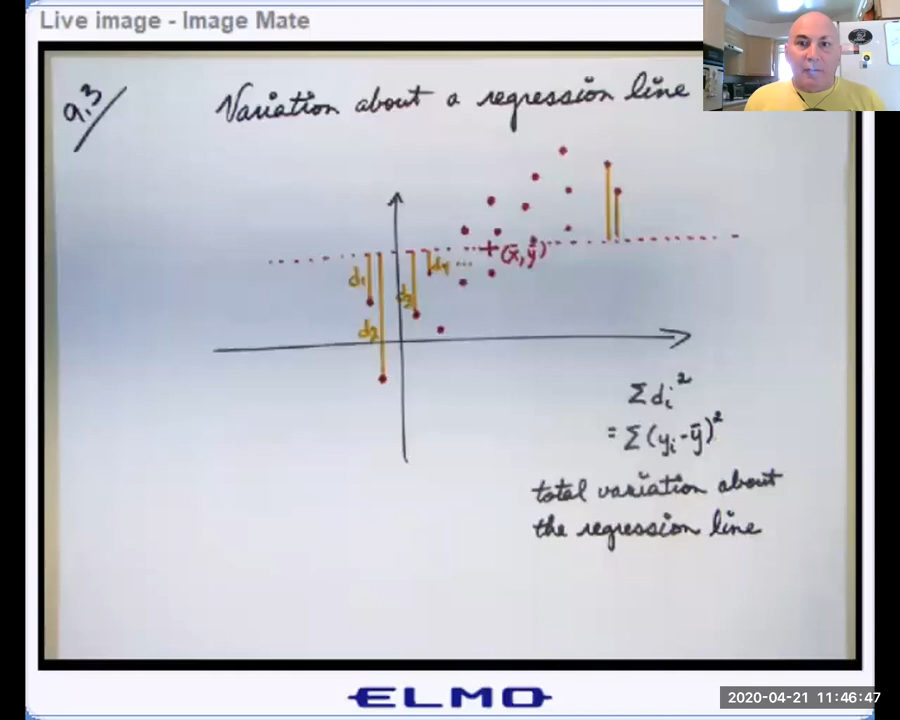 Live image - Image Mate
9.3/
Variation about a regression line
(x̄,ȳ)
d₁
d₂
d₃
d₄ ...
Σdᵢ²
= Σ(yᵢ-ȳ)²
total variation about
the regression line
ELMO
2020-04-21 11:46:47